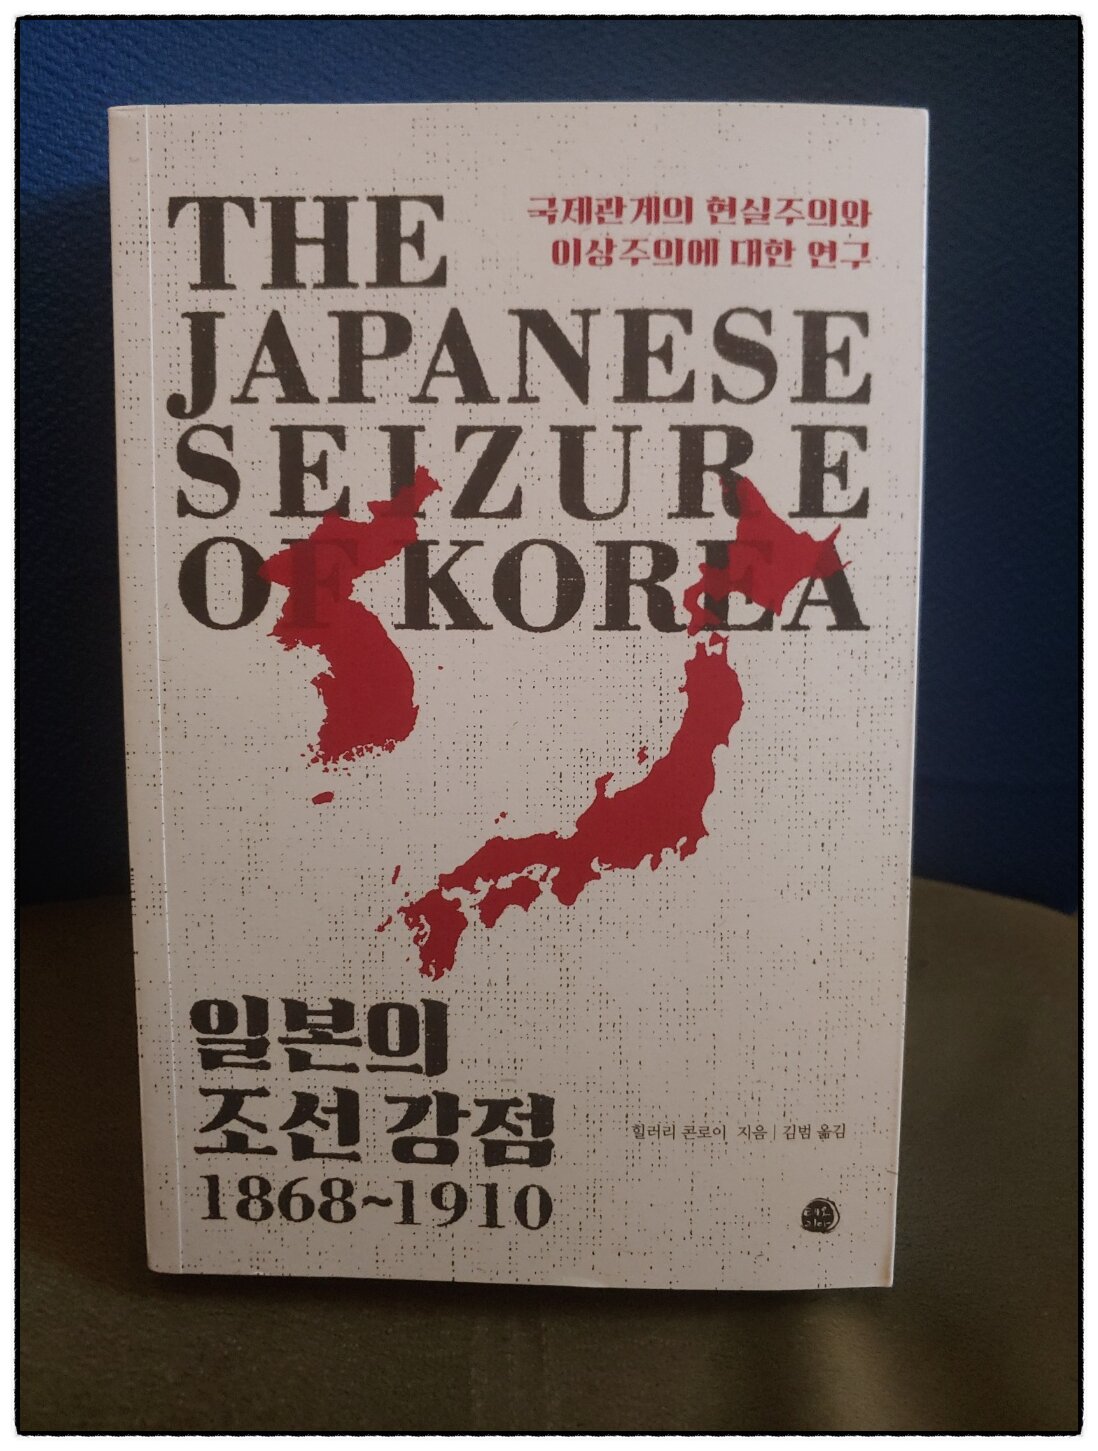 THE
국제관계의 현실주의와
이상주의에 대한 연구
JAPANESE
SEIZURE
OF KOREA
일본의
조선 강점
1868~1910
힐러리 콘로이 지음 | 김범 옮김